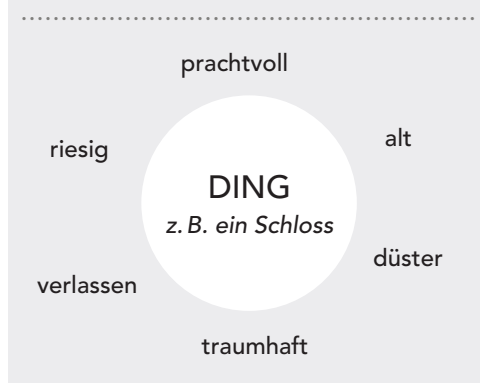 prachtvoll
riesig
alt
DING
z. B. ein Schloss
düster
verlassen
traumhaft